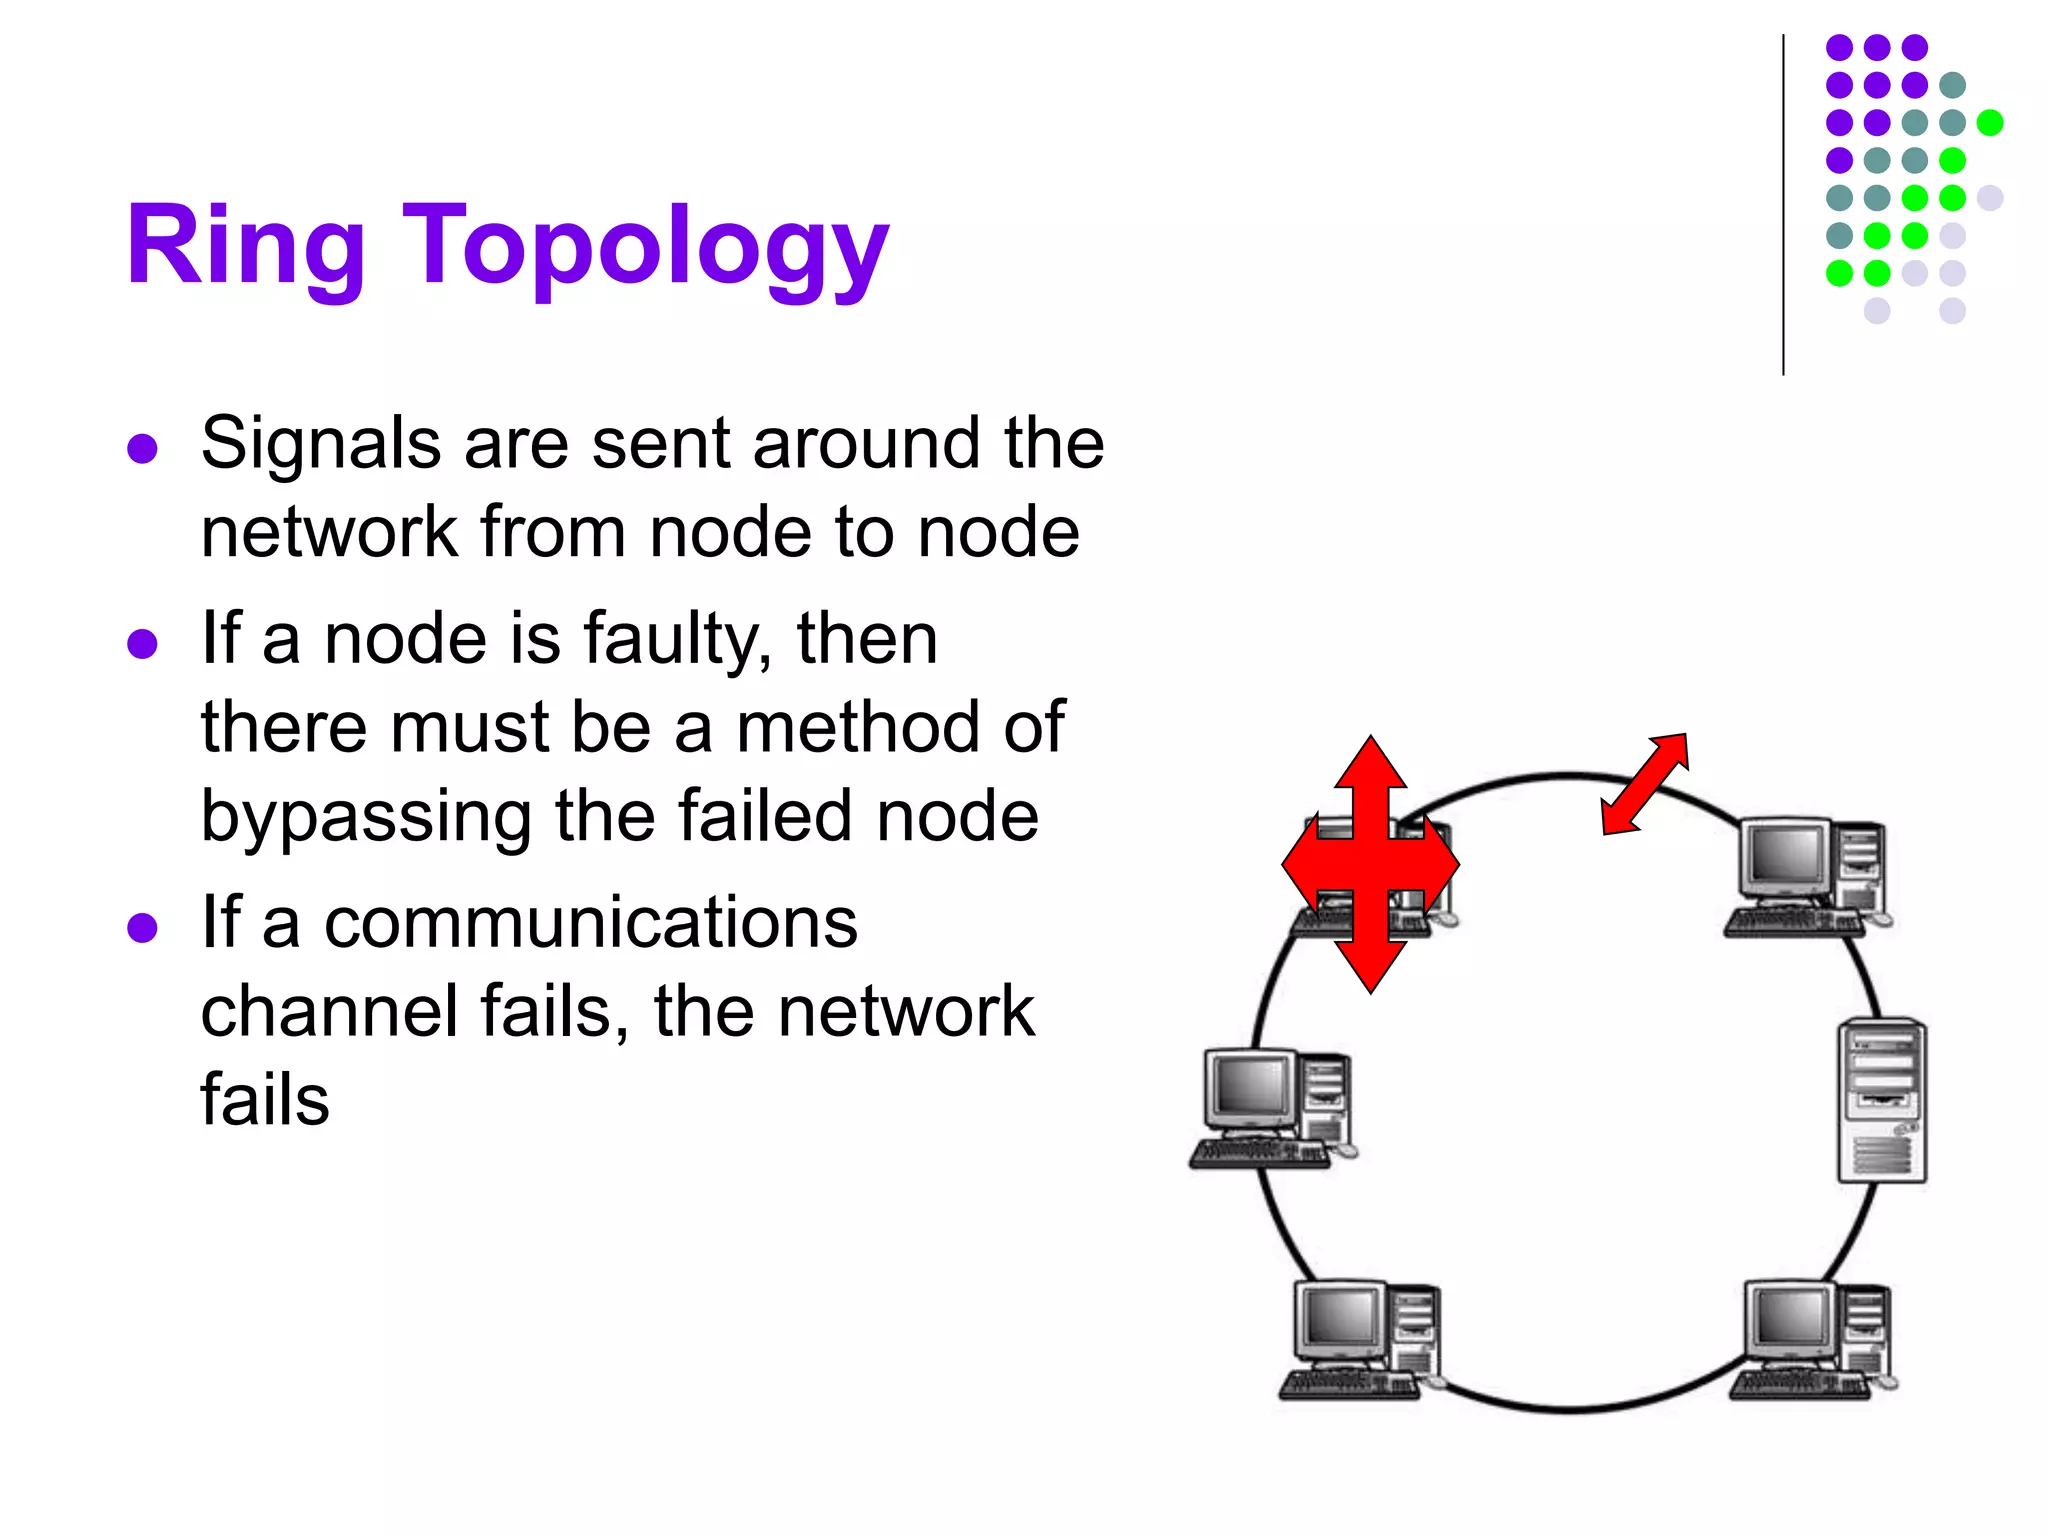 Ring Topology
Signals are sent around the
network from node to node
If a node is faulty, then
there must be a method of
bypassing the failed node
If a communications
channel fails, the network
fails